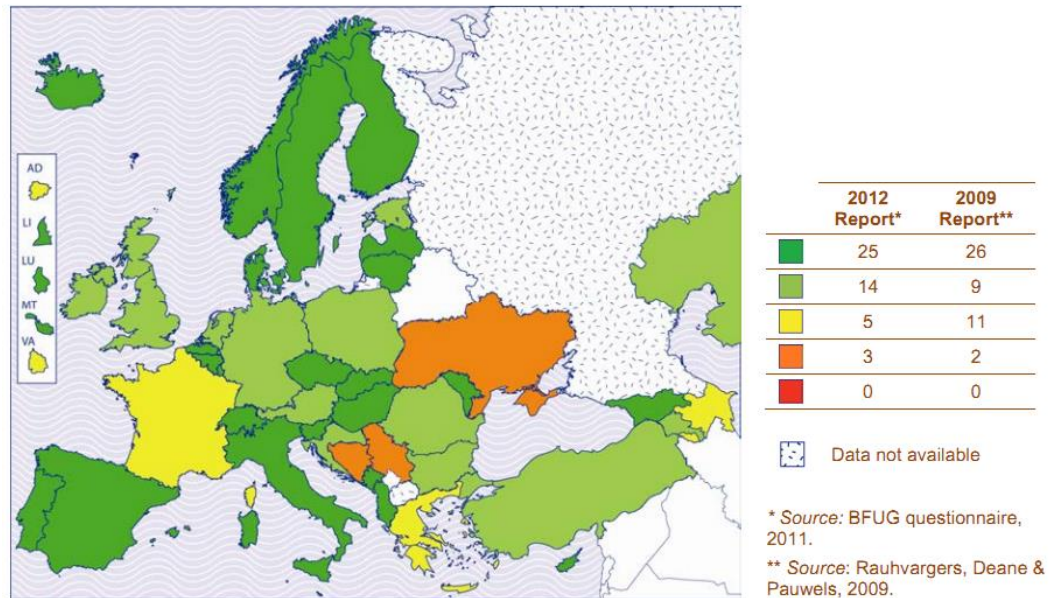 AD
LI
LU
MT
VA
2012 2009
Report* Report**
25 26
14 9
5 11
3 2
0 0
Data not available
* Source: BFUG questionnaire,
2011.
** Source: Rauhvargers, Deane &
Pauwels, 2009.